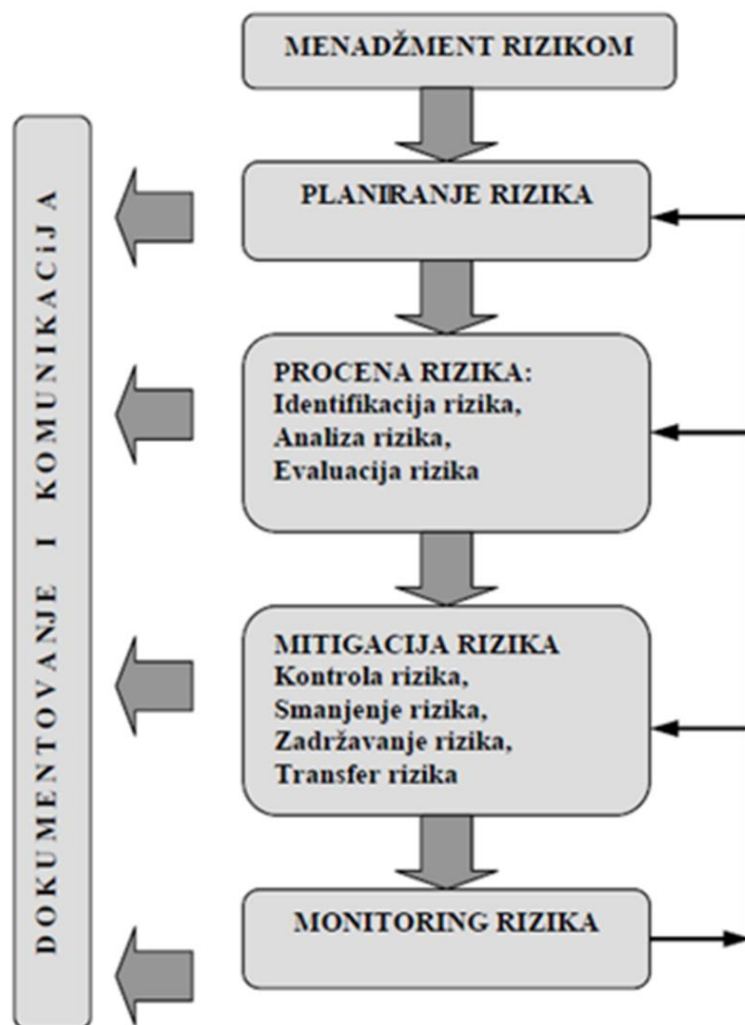 MENADŽMENT RIZIKOM
PLANIRANJE RIZIKA
PROCENA RIZIKA:
Identifikacija rizika,
Analiza rizika,
Evaluacija rizika
MITIGACIJA RIZIKA
Kontrola rizika,
Smanjenje rizika,
Zadržavanje rizika,
Transfer rizika
MONITORING RIZIKA
DOKUMENTOVANJE I KOMUNIKACiJA